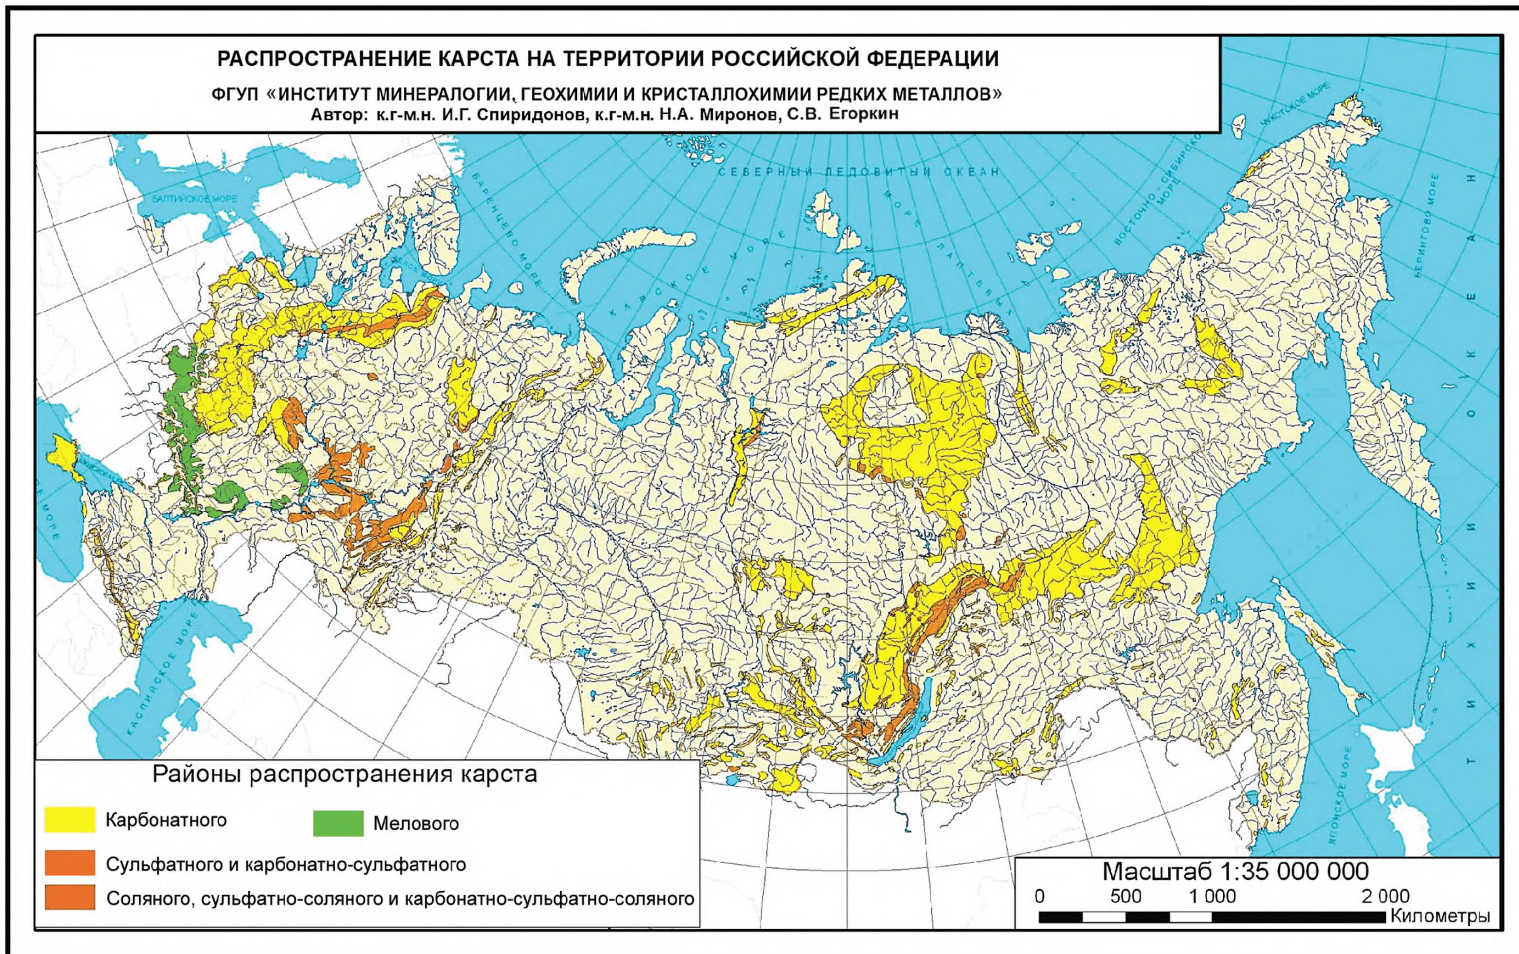 РАСПРОСТРАНЕНИЕ КАРСТА НА ТЕРРИТОРИИ РОССИЙСКОЙ ФЕДЕРАЦИИ
ФГУП «ИНСТИТУТ МИНЕРАЛОГИИ, ГЕОХИМИИ И КРИСТАЛЛОХИМИИ РЕДКИХ МЕТАЛЛОВ»
Автор: к.г-м.н. И.Г. Спиридонов, к.г-м.н. Н.А. Миронов, С.В. Егоркин
ЧУКОТСКОЕ МОРЕ
СЕВЕРНЫЙ ЛЕДОВИТЫЙ ОКЕАН
БАЛТИЙСКОЕ МОРЕ
БАРЕНЦЕВО МОРЕ
КАРСКОЕ МОРЕ
МОРЕ ЛАПТЕВЫХ
ВОСТОЧНО-СИБИРСКОЕ
МОРЕ
БЕРИНГОВО МОРЕ
ТИХИЙ ОКЕАН
МОРЕ
КАСПИЙСКОЕ МОРЕ
ЯПОНСКОЕ МОРЕ
Районы распространения карста
Карбонатного
Мелового
Сульфатного и карбонатно-сульфатного
Соляного, сульфатно-соляного и карбонатно-сульфатно-соляного
Масштаб 1:35 000 000
0 500 1 000 2 000
Километры